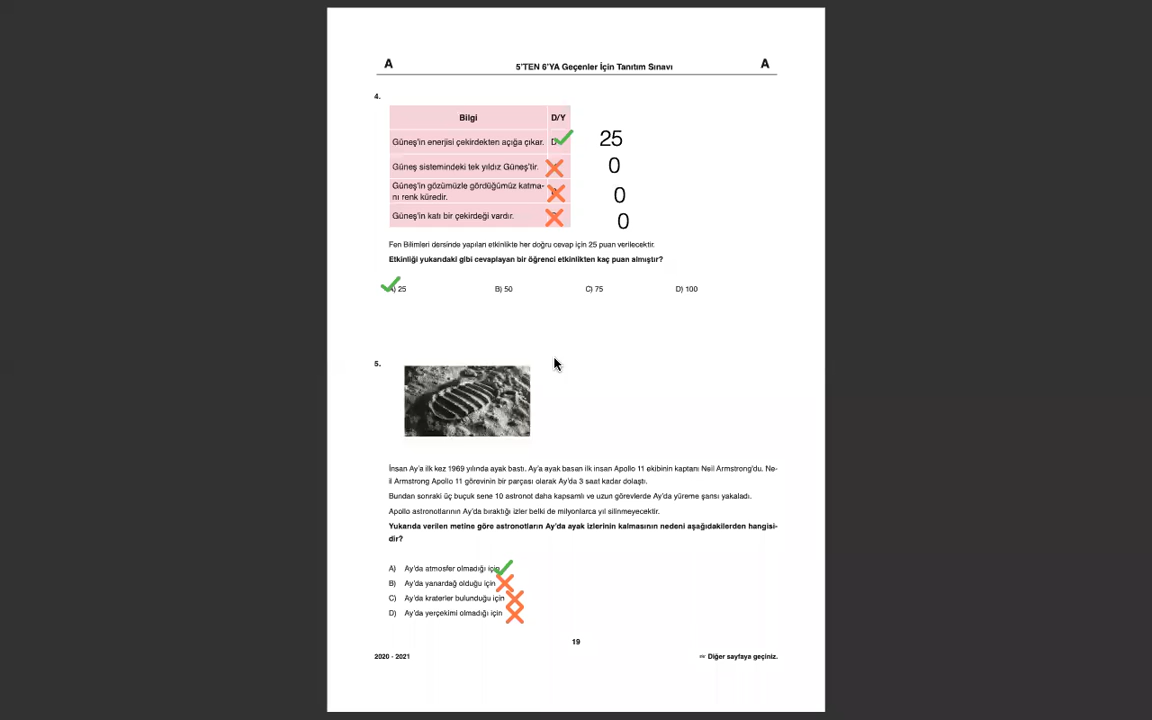 A 5'TEN 6'YA Geçenler İçin Tanıtım Sınavı A
4.
Bilgi D/Y
Güneş'in enerjisi çekirdekten açığa çıkar. D 25
Güneş sistemindeki tek yıldız Güneş'tir. 0
Güneş'in gözümüzle gördüğümüz katma-
nı renk küredir. 0
Güneş'in katı bir çekirdeği vardır. 0
Fen Bilimleri dersinde yapılan etkinlikte her doğru cevap için 25 puan verilecektir.
Etkinliği yukarıdaki gibi cevaplayan bir öğrenci etkinlikten kaç puan almıştır?
A) 25 B) 50 C) 75 D) 100
5.
İnsan Ay'a ilk kez 1969 yılında ayak bastı. Ay'a ayak basan ilk insan Apollo 11 ekibinin kaptanı Neil Armstrong'du. Ne-
il Armstrong Apollo 11 görevinin bir parçası olarak Ay'da 3 saat kadar dolaştı.
Bundan sonraki üç buçuk sene 10 astronot daha kapsamlı ve uzun görevlerde Ay'da yüreme şansı yakaladı.
Apollo astronotlarının Ay'da bıraktığı izler belki de milyonlarca yıl silinmeyecektir.
Yukarıda verilen metine göre astronotların Ay'da ayak izlerinin kalmasının nedeni aşağıdakilerden hangisi-
dir?
A) Ay'da atmosfer olmadığı için
B) Ay'da yanardağ olduğu için
C) Ay'da kraterler bulunduğu için
D) Ay'da yerçekimi olmadığı için
19
2020 - 2021 Diğer sayfaya geçiniz.